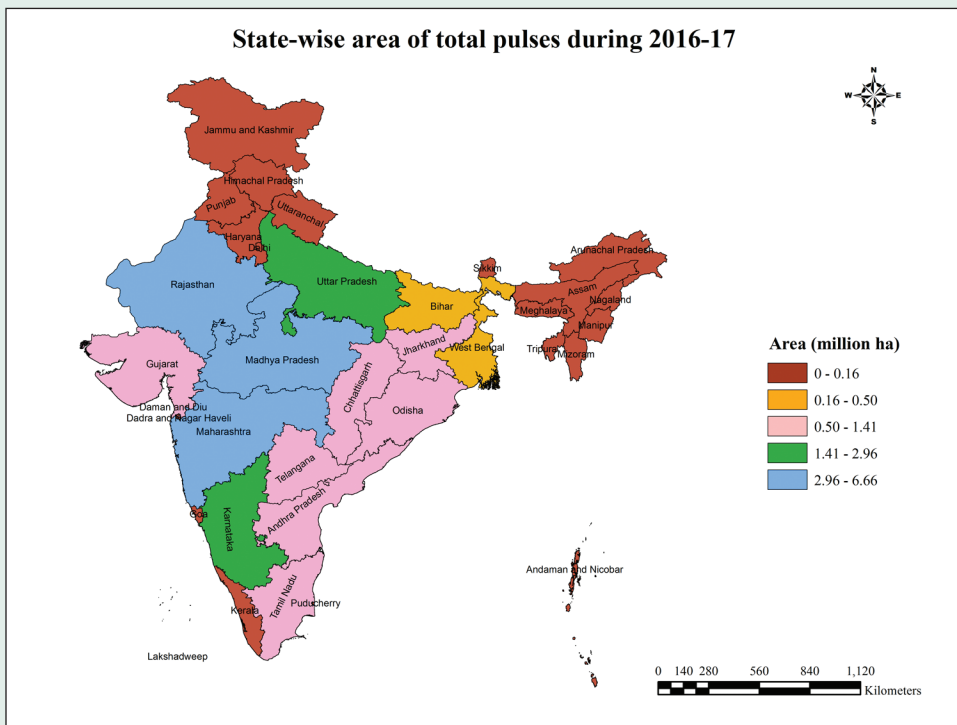 State-wise area of total pulses during 2016-17
N
W E
S
Jammu and Kashmir
Himachal Pradesh
Punjab
Uttaranchal
Haryana
Delhi
Arunachal Pradesh
Sikkim
Rajasthan
Uttar Pradesh
Assam
Nagaland
Bihar
Meghalaya
Manipur
Jharkhand
West Bengal
Tripura
Mizoram
Gujarat
Madhya Pradesh
Chhattisgarh
Odisha
Daman and Diu
Dadra and Nagar Haveli
Maharashtra
Telangana
Andhra Pradesh
Goa
Karnataka
Tamil Nadu
Puducherry
Kerala
Lakshadweep
Andaman and Nicobar
Area (million ha)
0 - 0.16
0.16 - 0.50
0.50 - 1.41
1.41 - 2.96
2.96 - 6.66
0 140 280 560 840 1,120
Kilometers